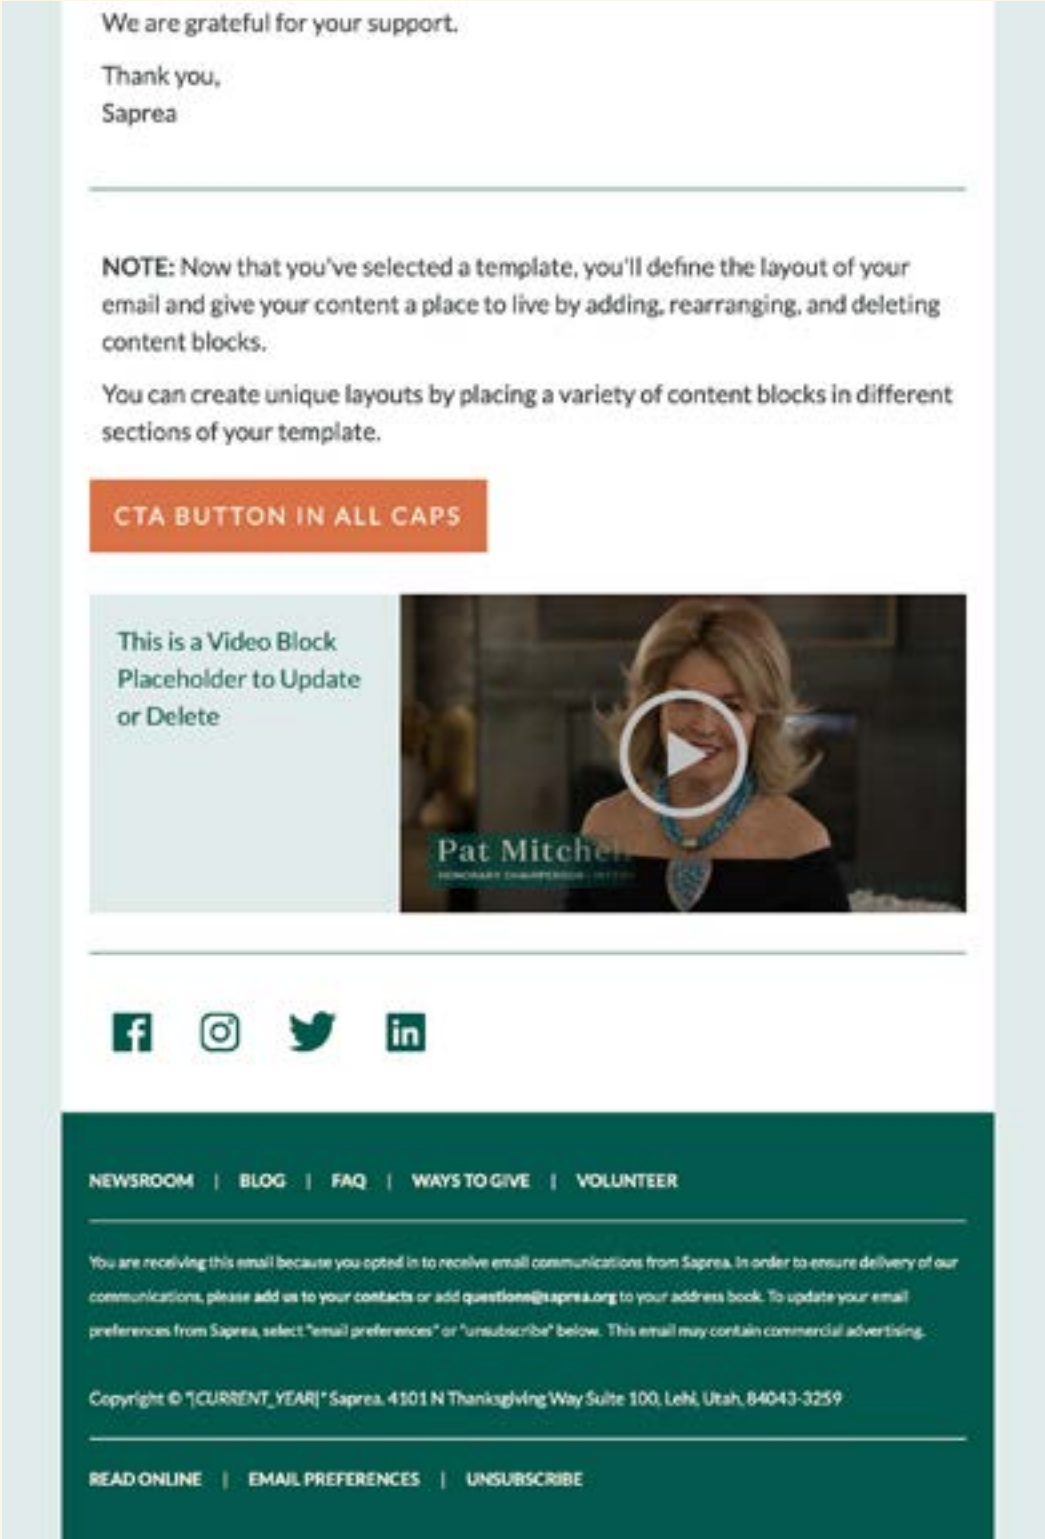 We are grateful for your support.
Thank you,
Saprea
NOTE: Now that you've selected a template, you'll define the layout of your
email and give your content a place to live by adding, rearranging, and deleting
content blocks.
You can create unique layouts by placing a variety of content blocks in different
sections of your template.
CTA BUTTON IN ALL CAPS
This is a Video Block
Placeholder to Update
or Delete
Pat Mitchell
HONORARY CHAIRPERSON
NEWSROOM | BLOG | FAQ | WAYS TO GIVE | VOLUNTEER
You are receiving this email because you opted in to receive email communications from Saprea. In order to ensure delivery of our
communications, please add us to your contacts or add questions@saprea.org to your address book. To update your email
preferences from Saprea, select "email preferences" or "unsubscribe" below. This email may contain commercial advertising.
Copyright © *|CURRENT_YEAR|* Saprea. 4101 N Thanksgiving Way Suite 100, Lehi, Utah, 84043-3259
READ ONLINE | EMAIL PREFERENCES | UNSUBSCRIBE